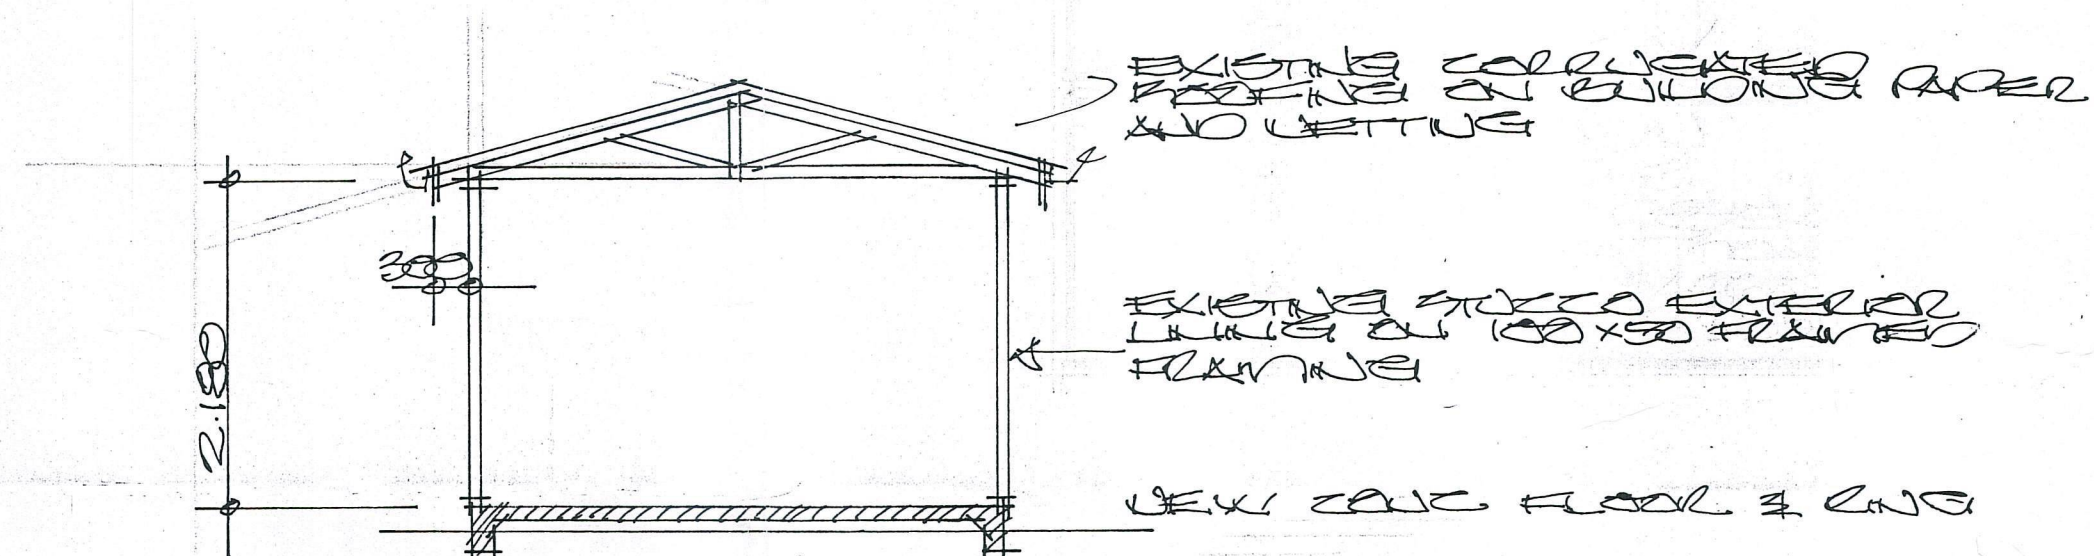 EXISTING CORRUGATED
ROOFING ON BUILDING PAPER
AND NETTING
300
EXISTING STUCCO EXTERIOR
LINING ON 100 x 50 FRAMED
FRAMING
2.180
NEW CONC FLOOR & RING